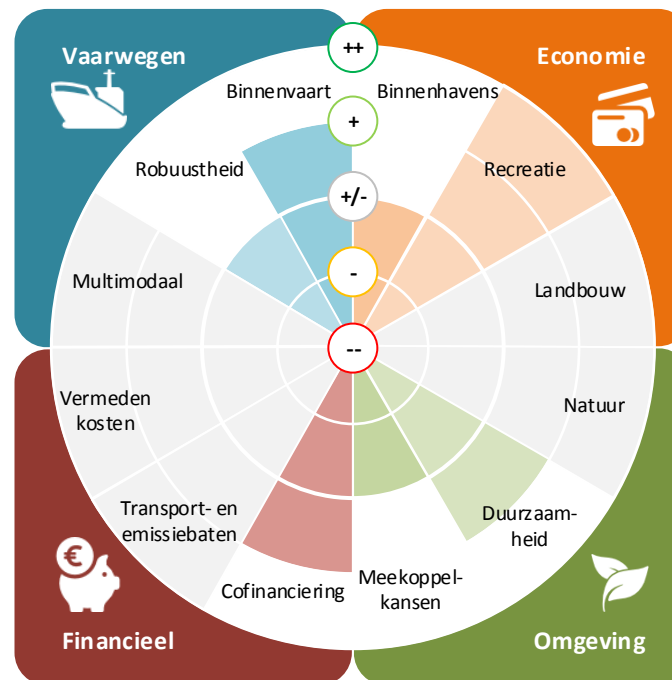 Vaarwegen
Economie
++
Binnenvaart
Binnenhavens
+
Robuustheid
Recreatie
+/-
Multimodaal
-
Landbouw
--
Vermeden
kosten
Natuur
Transport- en
emissiebaten
Duurzaam-
heid
Cofinanciering
Meekoppel-
kansen
€
Financieel
Omgeving